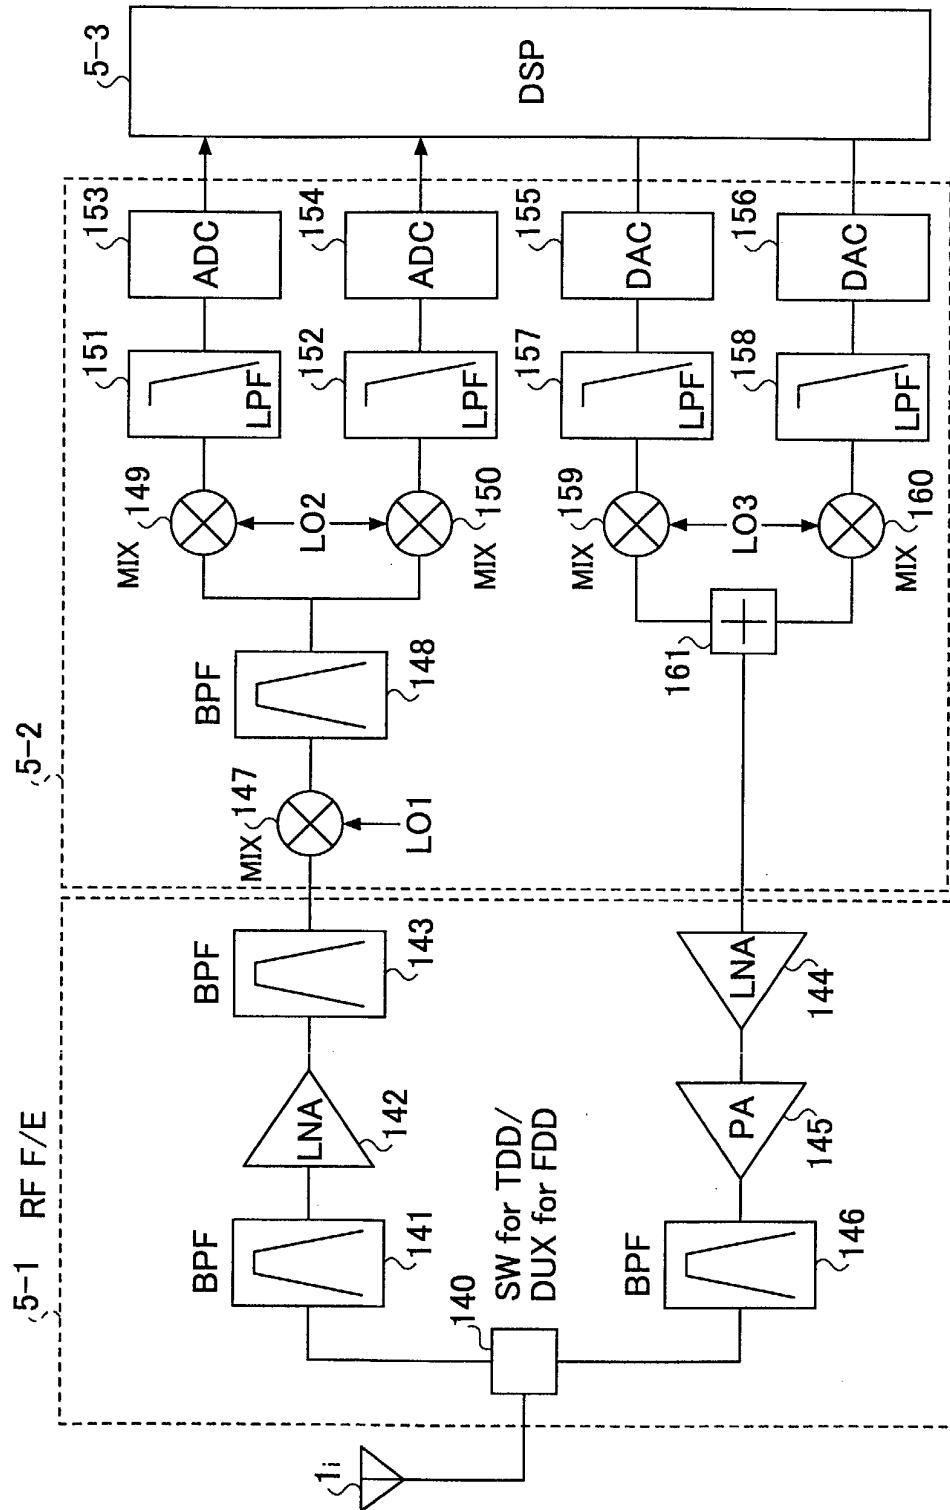 5-1 RF F/E
5-2
5-3
1i
140
SW for TDD/
DUX for FDD
BPF
141
LNA
142
BPF
143
MIX
147
LO1
BPF
148
MIX
149
LO2
MIX
150
151
LPF
152
LPF
153
ADC
154
ADC
DSP
BPF
146
PA
145
LNA
144
161
MIX
159
LO3
MIX
160
157
LPF
158
LPF
155
DAC
156
DAC